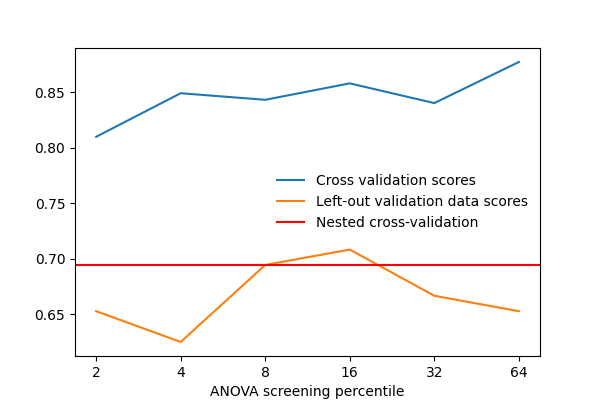 0.85
0.80
0.75
0.70
0.65
Cross validation scores
Left-out validation data scores
Nested cross-validation
2 4 8 16 32 64
ANOVA screening percentile